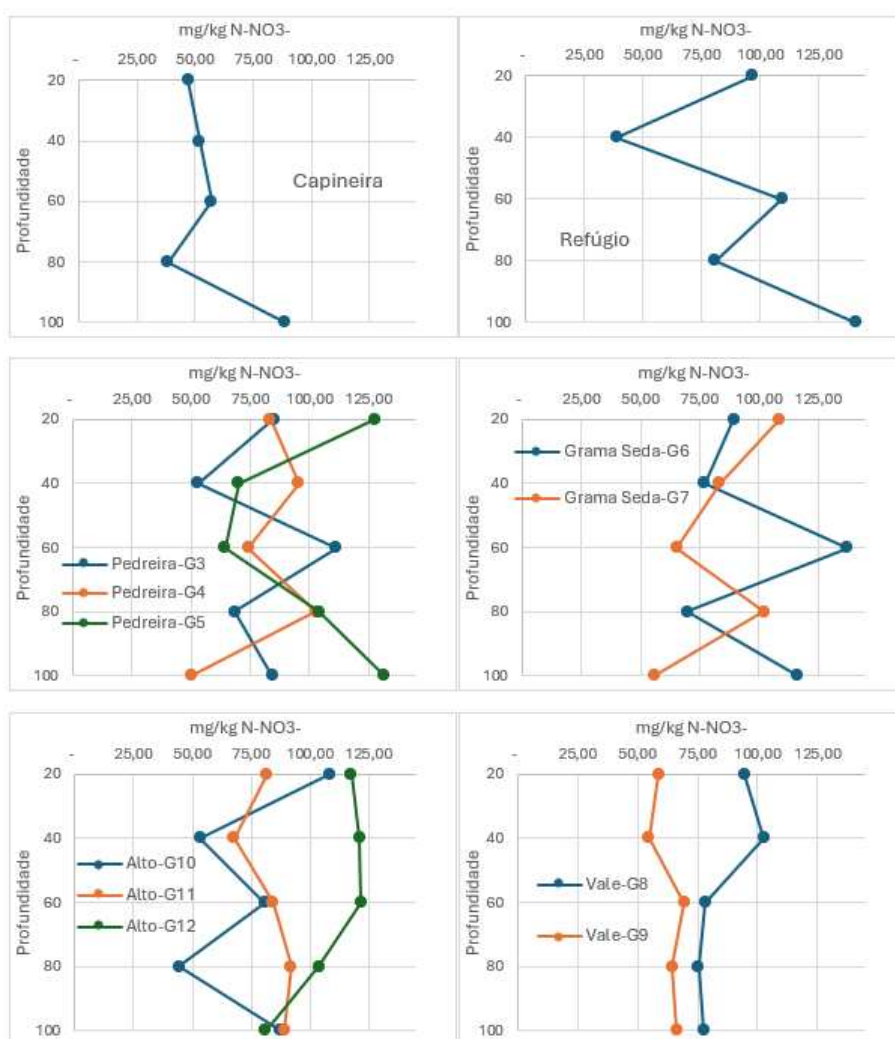 mg/kg N-NO3-
- 25,00 50,00 75,00 100,00 125,00
20
40
60
80
100
Profundidade
Capineira
mg/kg N-NO3-
- 25,00 50,00 75,00 100,00 125,00
20
40
60
80
100
Profundidade
Refúgio
mg/kg N-NO3-
- 25,00 50,00 75,00 100,00 125,00
20
40
60
80
100
Profundidade
Pedreira-G3
Pedreira-G4
Pedreira-G5
mg/kg N-NO3-
- 25,00 50,00 75,00 100,00 125,00
20
40
60
80
100
Profundidade
Grama Seda-G6
Grama Seda-G7
mg/kg N-NO3-
- 25,00 50,00 75,00 100,00 125,00
20
40
60
80
100
Profundidade
Alto-G10
Alto-G11
Alto-G12
mg/kg N-NO3-
- 25,00 50,00 75,00 100,00 125,00
20
40
60
80
100
Profundidade
Vale-G8
Vale-G9